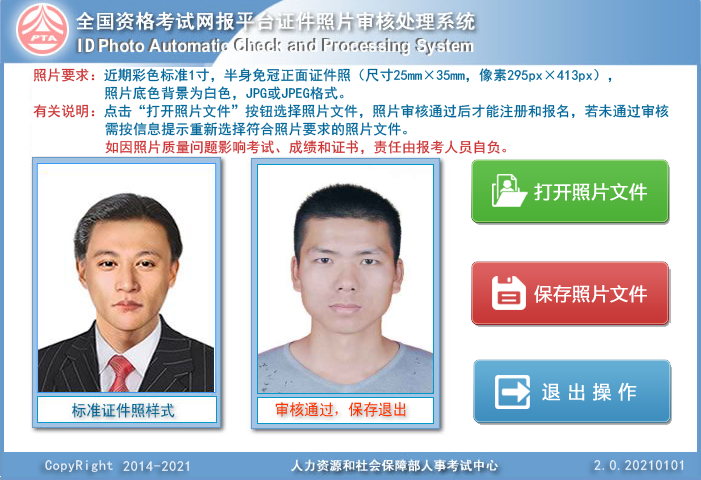 全国资格考试网报平台证件照片审核处理系统
ID Photo Automatic Check and Processing System
PTA
照片要求：近期彩色标准1寸，半身免冠正面证件照（尺寸25mm×35mm，像素295px×413px），
照片底色背景为白色，JPG或JPEG格式。
有关说明：点击“打开照片文件”按钮选择照片文件，照片审核通过后才能注册和报名，若未通过审核
需按信息提示重新选择符合照片要求的照片文件。
如因照片质量问题影响考试、成绩和证书，责任由报考人员自负。
打开照片文件
保存照片文件
退出操作
标准证件照样式
审核通过，保存退出
CopyRight 2014-2021
人力资源和社会保障部人事考试中心
2.0.20210101